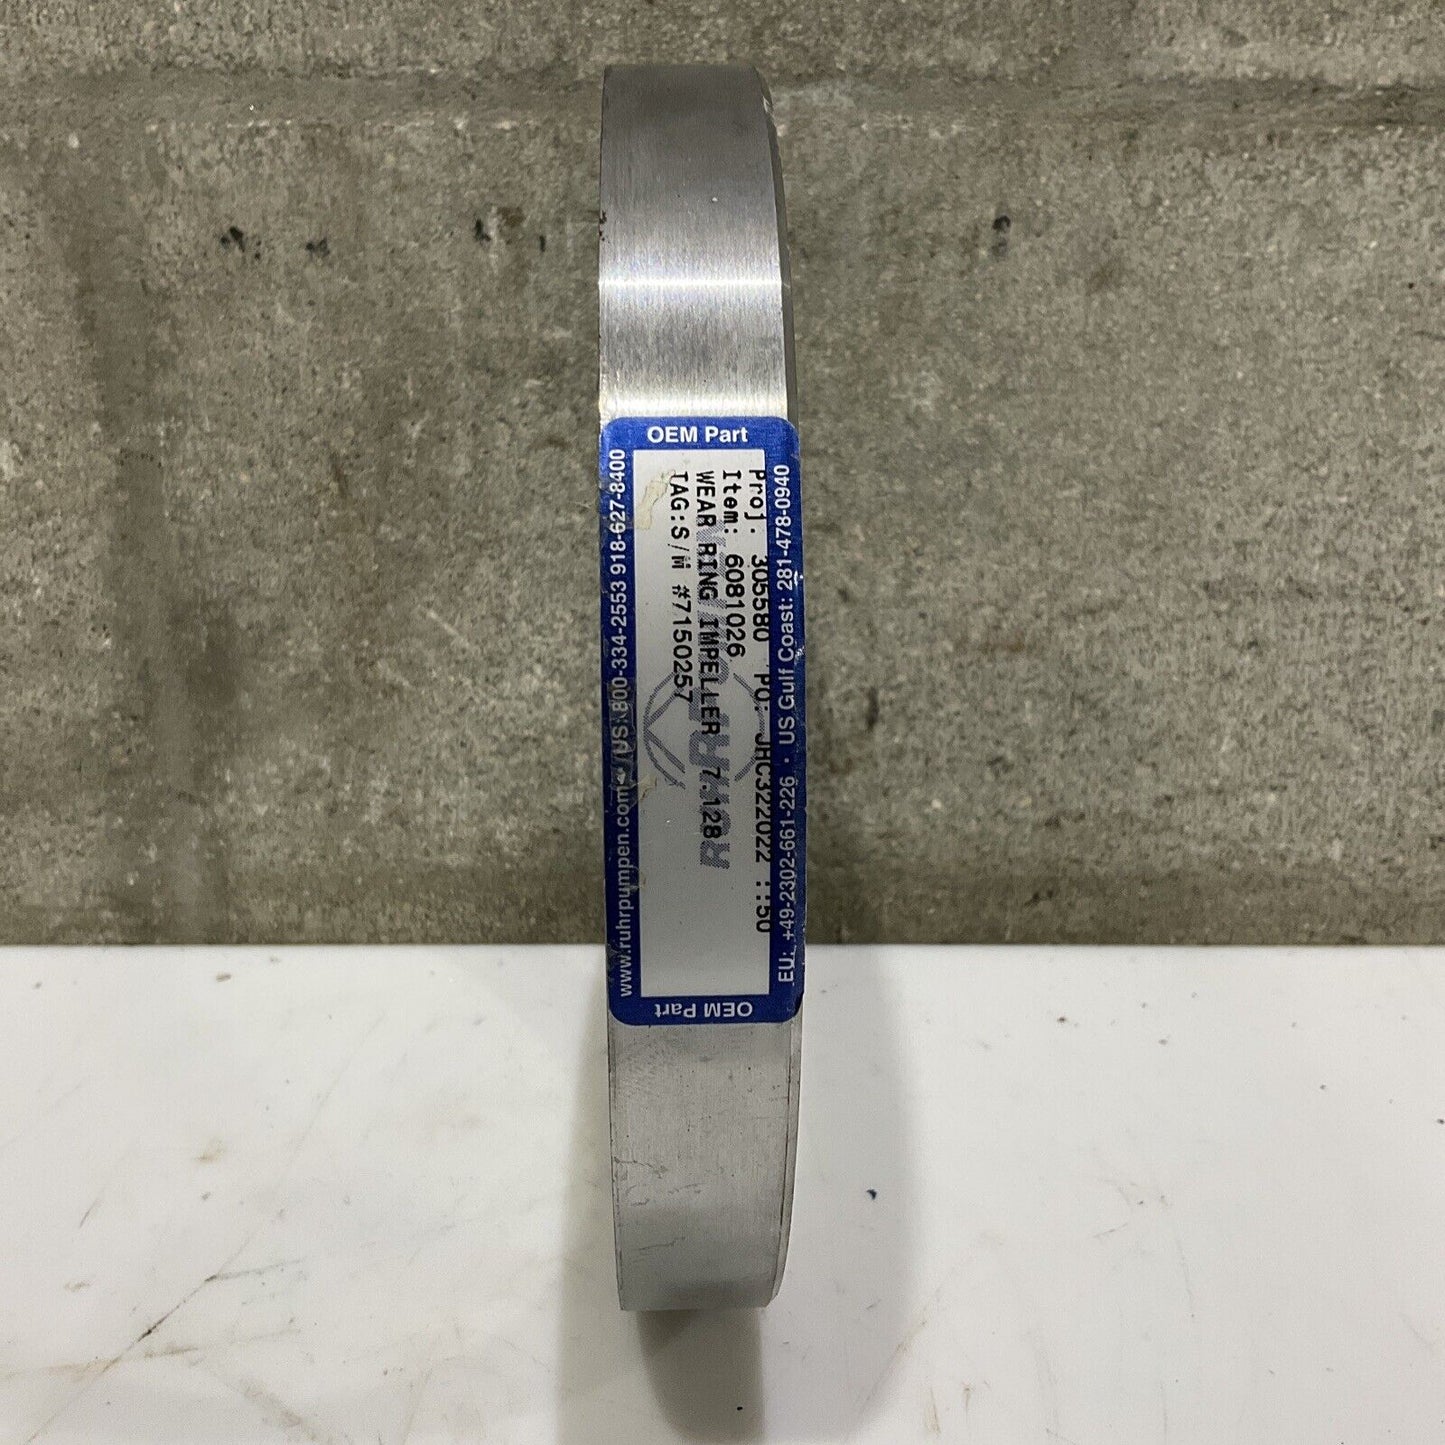 OEM Part
www.ruhrpumpen.com US: 800-334-2553 918-627-8400
Proj. 305580 PO: JHC322022 ::50
Item: 6081026
WEAR RING IMPELLER 7.128
TAG:S/M #7150257
EU: +49-2302-661-226 · US Gulf Coast: 281-478-0940
OEM Part